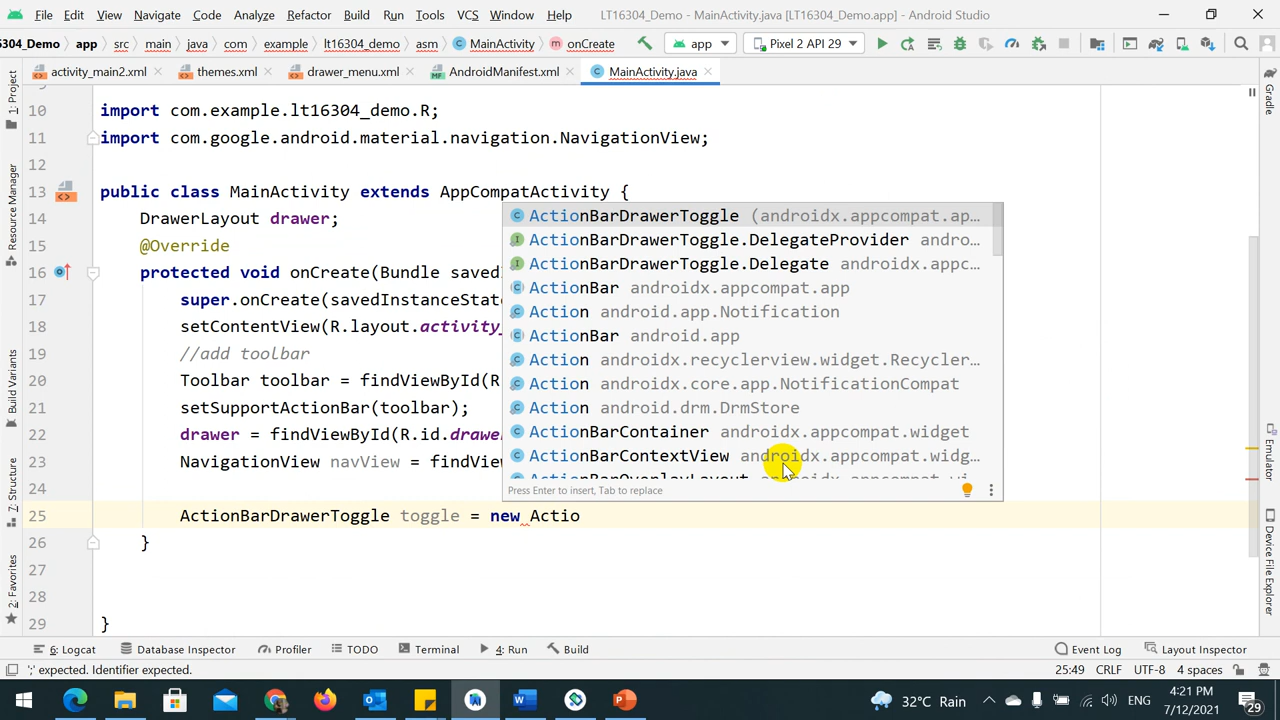 File Edit View Navigate Code Analyze Refactor Build Run Tools VCS Window Help LT16304_Demo - MainActivity.java [LT16304_Demo.app] - Android Studio
304_Demo app src main java com example lt16304_demo asm MainActivity onCreate app Pixel 2 API 29
activity_main2.xml themes.xml drawer_menu.xml AndroidManifest.xml MainActivity.java
1: Project
Resource Manager
Build Variants
7: Structure
2: Favorites
9
10 import com.example.lt16304_demo.R;
11 import com.google.android.material.navigation.NavigationView;
12
13 public class MainActivity extends AppCompatActivity {
14 DrawerLayout drawer;
15 @Override
16 protected void onCreate(Bundle savedI
17 super.onCreate(savedInstanceStat
18 setContentView(R.layout.activity_
19 //add toolbar
20 Toolbar toolbar = findViewById(R
21 setSupportActionBar(toolbar);
22 drawer = findViewById(R.id.drawe
23 NavigationView navView = findVie
24
25 ActionBarDrawerToggle toggle = new Actio
26 }
27
28
29 }
ActionBarDrawerToggle (androidx.appcompat.ap…
ActionBarDrawerToggle.DelegateProvider andro…
ActionBarDrawerToggle.Delegate androidx.appc…
ActionBar androidx.appcompat.app
Action android.app.Notification
ActionBar android.app
Action androidx.recyclerview.widget.Recycler…
Action androidx.core.app.NotificationCompat
Action android.drm.DrmStore
ActionBarContainer androidx.appcompat.widget
ActionBarContextView androidx.appcompat.widg…
ActionBarOverlayLayout androidx.appcompat.wi
Press Enter to insert, Tab to replace
Gradle
Emulator
Device File Explorer
6: Logcat Database Inspector Profiler TODO Terminal 4: Run Build Event Log Layout Inspector
';' expected. Identifier expected. 25:49 CRLF UTF-8 4 spaces
32°C Rain ENG 4:21 PM
7/12/2021
29